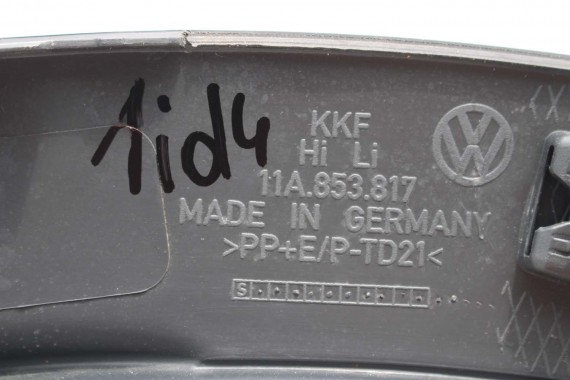 1id4
KKF
Hi Li
11A.853.817
MADE IN GERMANY
>PP+E/P-TD21<
S